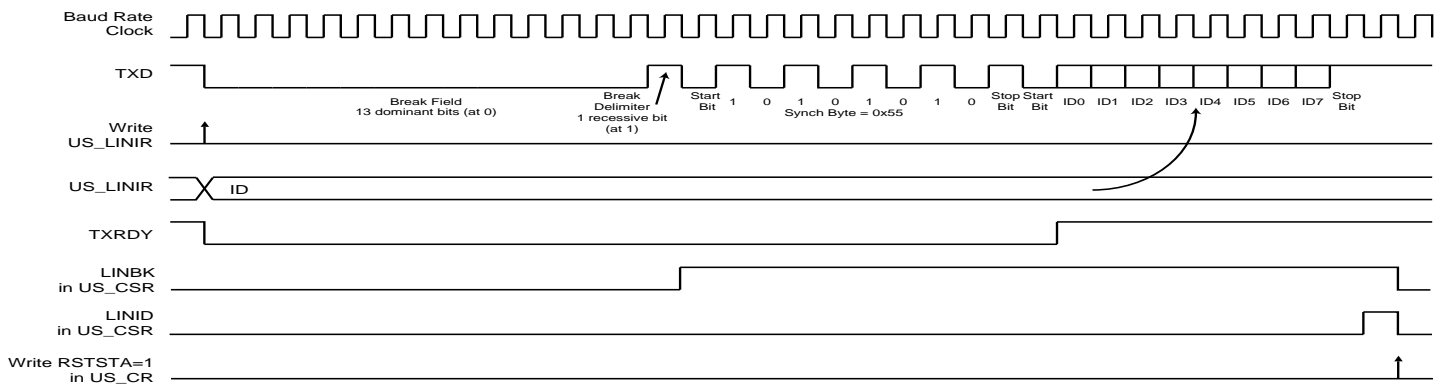 Baud Rate
Clock
TXD
Break Field
13 dominant bits (at 0)
Break
Delimiter
1 recessive bit
(at 1)
Start
Bit
1 0 1 0 1 0 1 0
Synch Byte = 0x55
Stop
Bit
Start
Bit
ID0 ID1 ID2 ID3 ID4 ID5 ID6 ID7
Stop
Bit
Write
US_LINIR
US_LINIR
ID
TXRDY
LINBK
in US_CSR
LINID
in US_CSR
Write RSTSTA=1
in US_CR